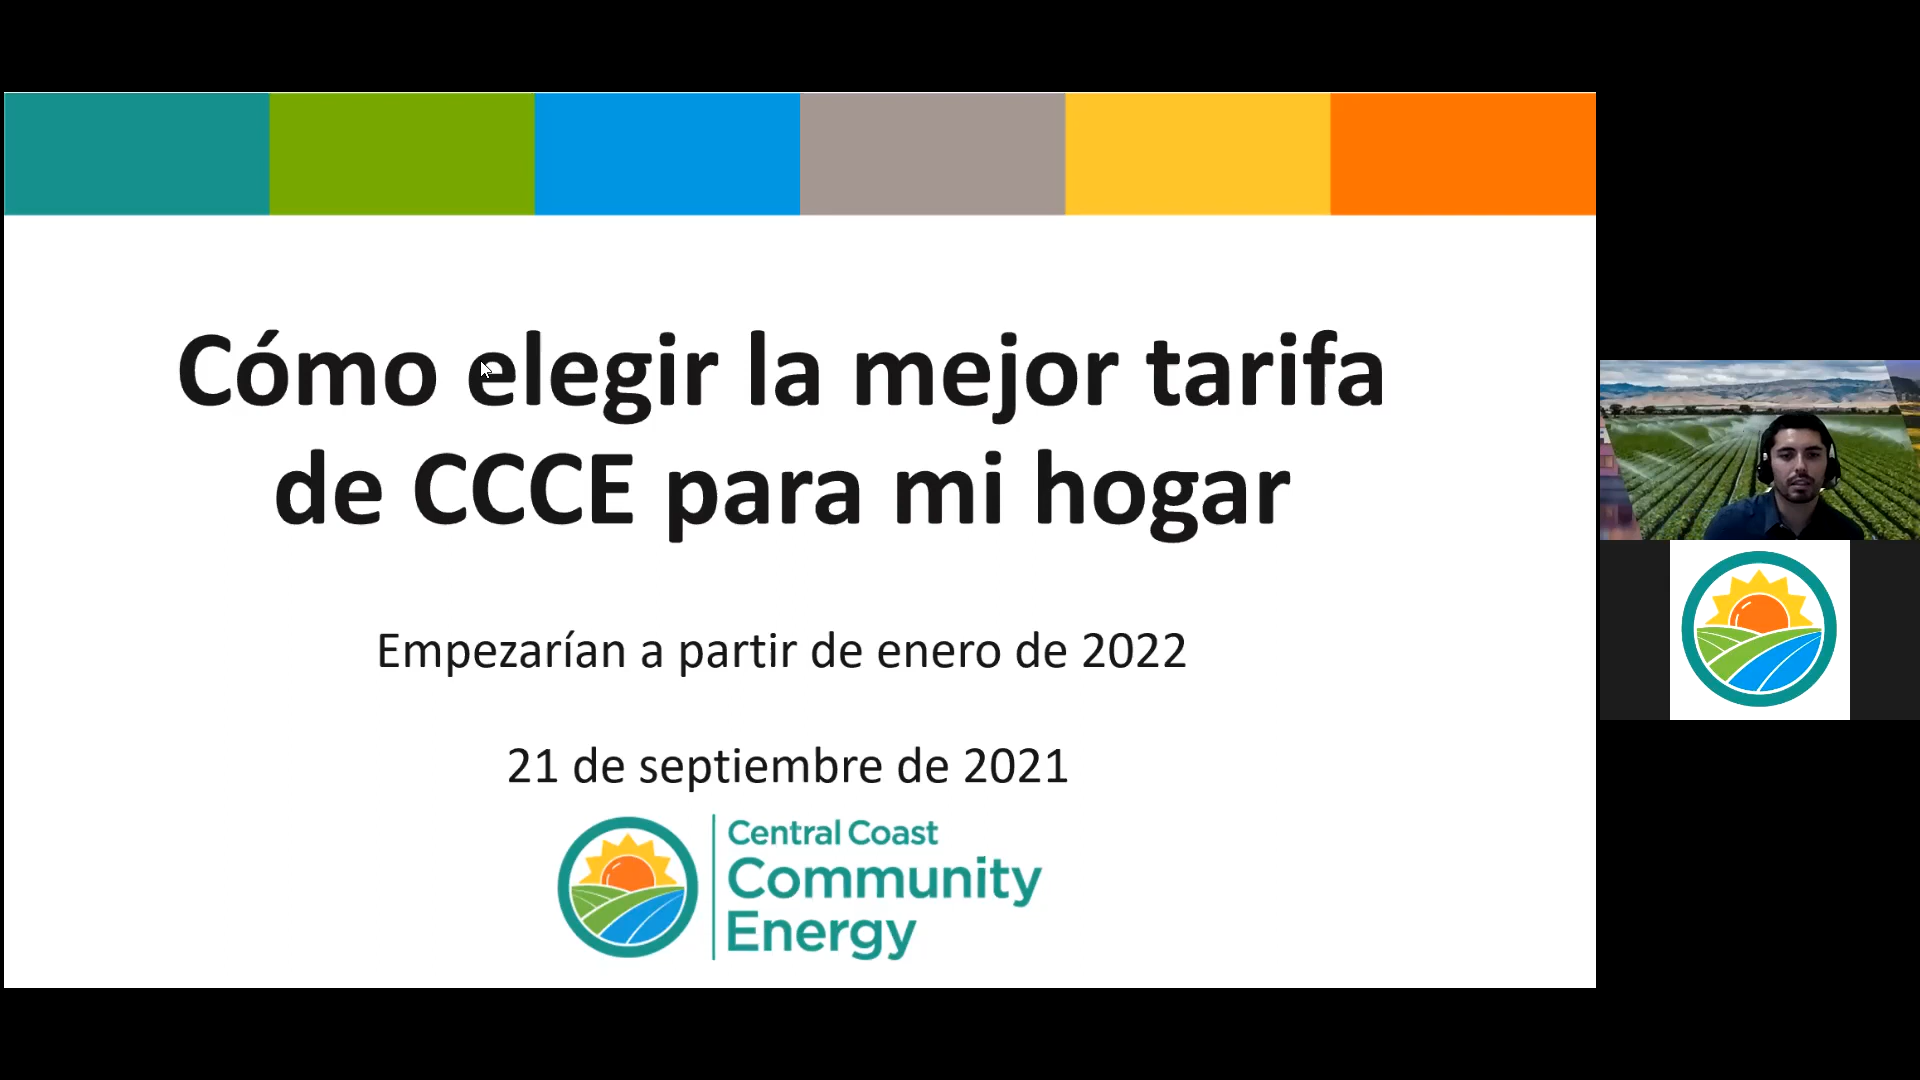 Cómo elegir la mejor tarifa
de CCCE para mi hogar
Empezarían a partir de enero de 2022
21 de septiembre de 2021
Central Coast
Community
Energy